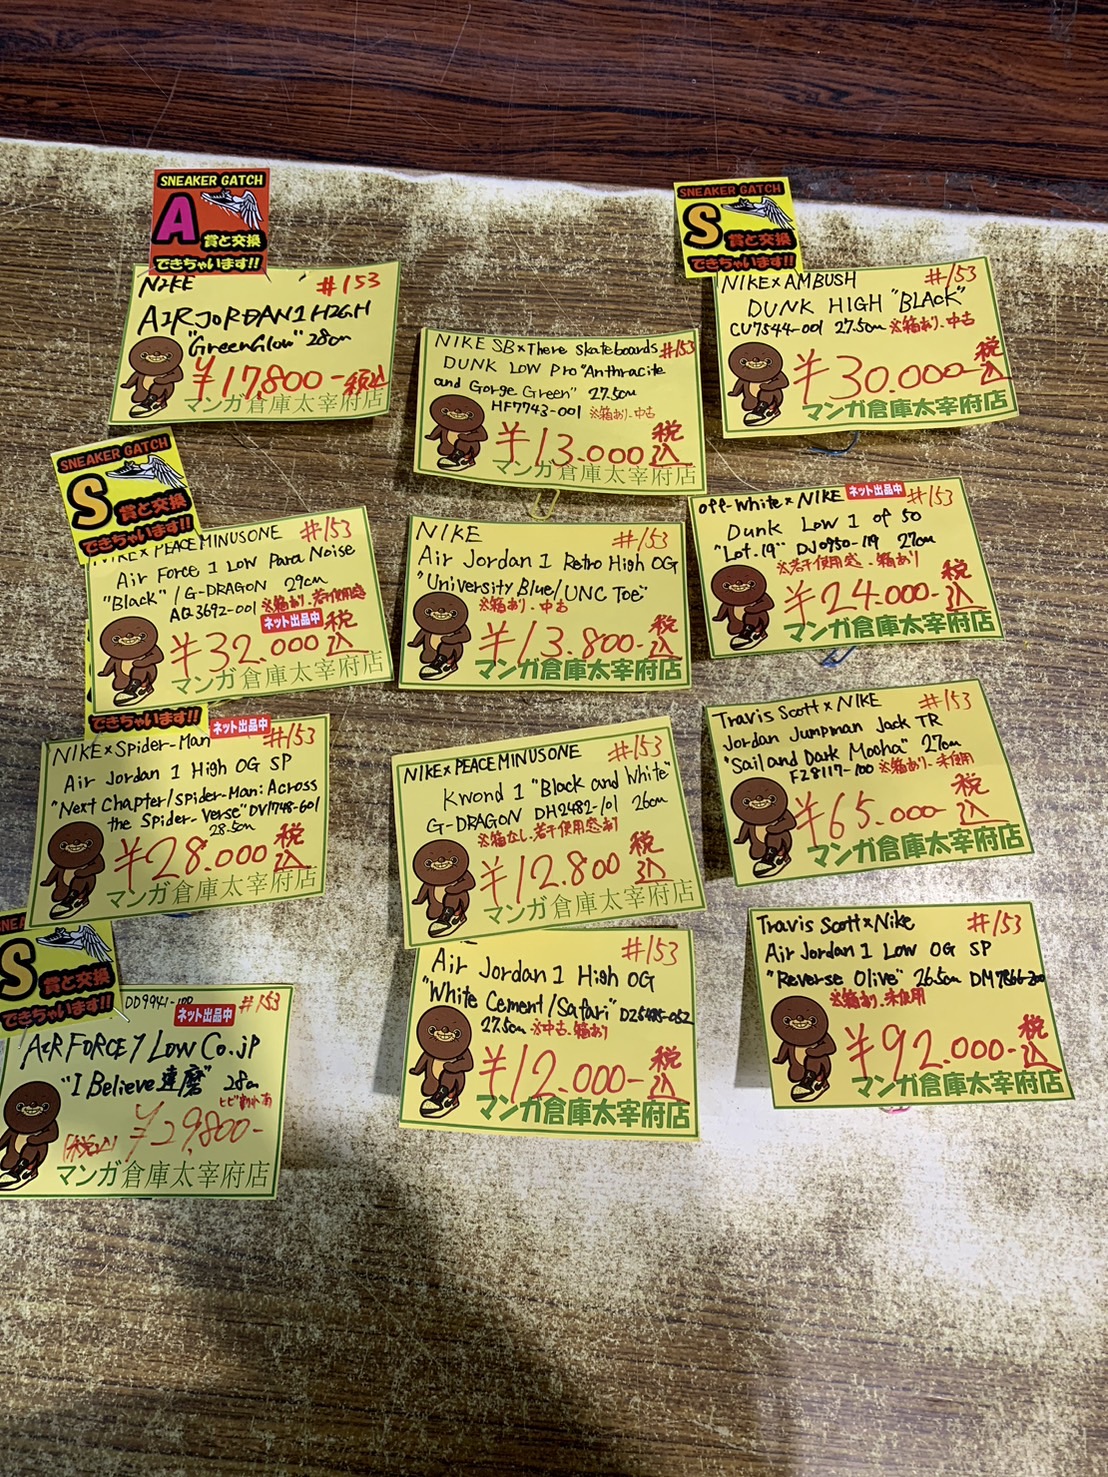 SNEAKER GATCH
A 賞と交換
できちゃいます!!
NIKE #153
AIR JORDAN 1 HIGH
"Green Glow" 28cm
¥17,800- 税込
マンガ倉庫太宰府店
SNEAKER GATCH
S 賞と交換
できちゃいます!!
NIKE×PEACEMINUSONE #153
Air Force 1 Low Para Noise
"Black" / G-DRAGON 29cm
AQ3692-001 ※箱あり、若干使用感
ネット出品中
¥32.000 税込
マンガ倉庫太宰府店
できちゃいます!!
ネット出品中
NIKE×Spider-Man #153
Air Jordan 1 High OG SP
"Next Chapter/Spider-Man: Across
the Spider-Verse" DV1748-601
28.5cm
¥28.000 税込
マンガ倉庫太宰府店
SNEA
S 賞と交換
できちゃいます!!
DD9941-100 #153
ネット出品中
AIR FORCE 1 LOW Co.JP
"I Believe 達磨" 28cm
(税込) ¥29,800-
マンガ倉庫太宰府店
NIKE SB×There Skateboards #153
DUNK LOW Pro "Anthracite
and Gorge Green" 27.5cm
HF7743-001 ※箱あり、中古
¥13.000 税込
マンガ倉庫太宰府店
NIKE #153
Air Jordan 1 Retro High OG
"University Blue/UNC Toe"
※箱あり、中古
¥13.800- 税込
マンガ倉庫太宰府店
NIKE×PEACEMINUSONE #153
Kwond 1 "Black and White"
G-DRAGON DH2482-101 26cm
※箱なし、若干使用感あり
¥12.800 税込
マンガ倉庫太宰府店
#153
Air Jordan 1 High OG
"White Cement/Safari" DZ5485-052
27.5cm ※中古、箱あり
¥12.000- 税込
マンガ倉庫太宰府店
SNEAKER GATCH
S 賞と交換
できちゃいます!!
NIKE×AMBUSH #153
DUNK HIGH "BLACK"
CU7544-001 27.5cm ※箱あり、中古
¥30.000- 税込
マンガ倉庫太宰府店
off-White×NIKE ネット出品中 #153
Dunk Low 1 of 50
"Lot.19" DJ0950-119 27cm
※若干使用感、箱あり
¥24.000- 税込
マンガ倉庫太宰府店
Travis Scott×NIKE #153
Jordan Jumpman Jack TR
"Sail and Dark Mocha" 27cm
FZ8117-100 ※箱あり、未使用
¥65.000- 税込
マンガ倉庫太宰府店
Travis Scott×Nike #153
Air Jordan 1 Low OG SP
"Reverse Olive" 26.5cm DM7866-200
※箱あり、未使用
¥92.000- 税込
マンガ倉庫太宰府店